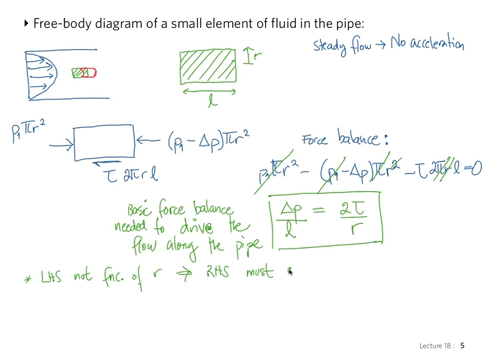 ▸ Free-body diagram of a small element of fluid in the pipe:
Steady flow → No acceleration
r
l
p₁πr²
(p₁ - Δp)πr²
τ 2πrl
Force balance:
p₁πr² - (p₁ - Δp)πr² - τ2πrl = 0
Basic force balance
needed to drive the
flow along the pipe
Δp/l = 2τ/r
* LHS not fnc. of r ⇒ RHS must
Lecture 18 : 5